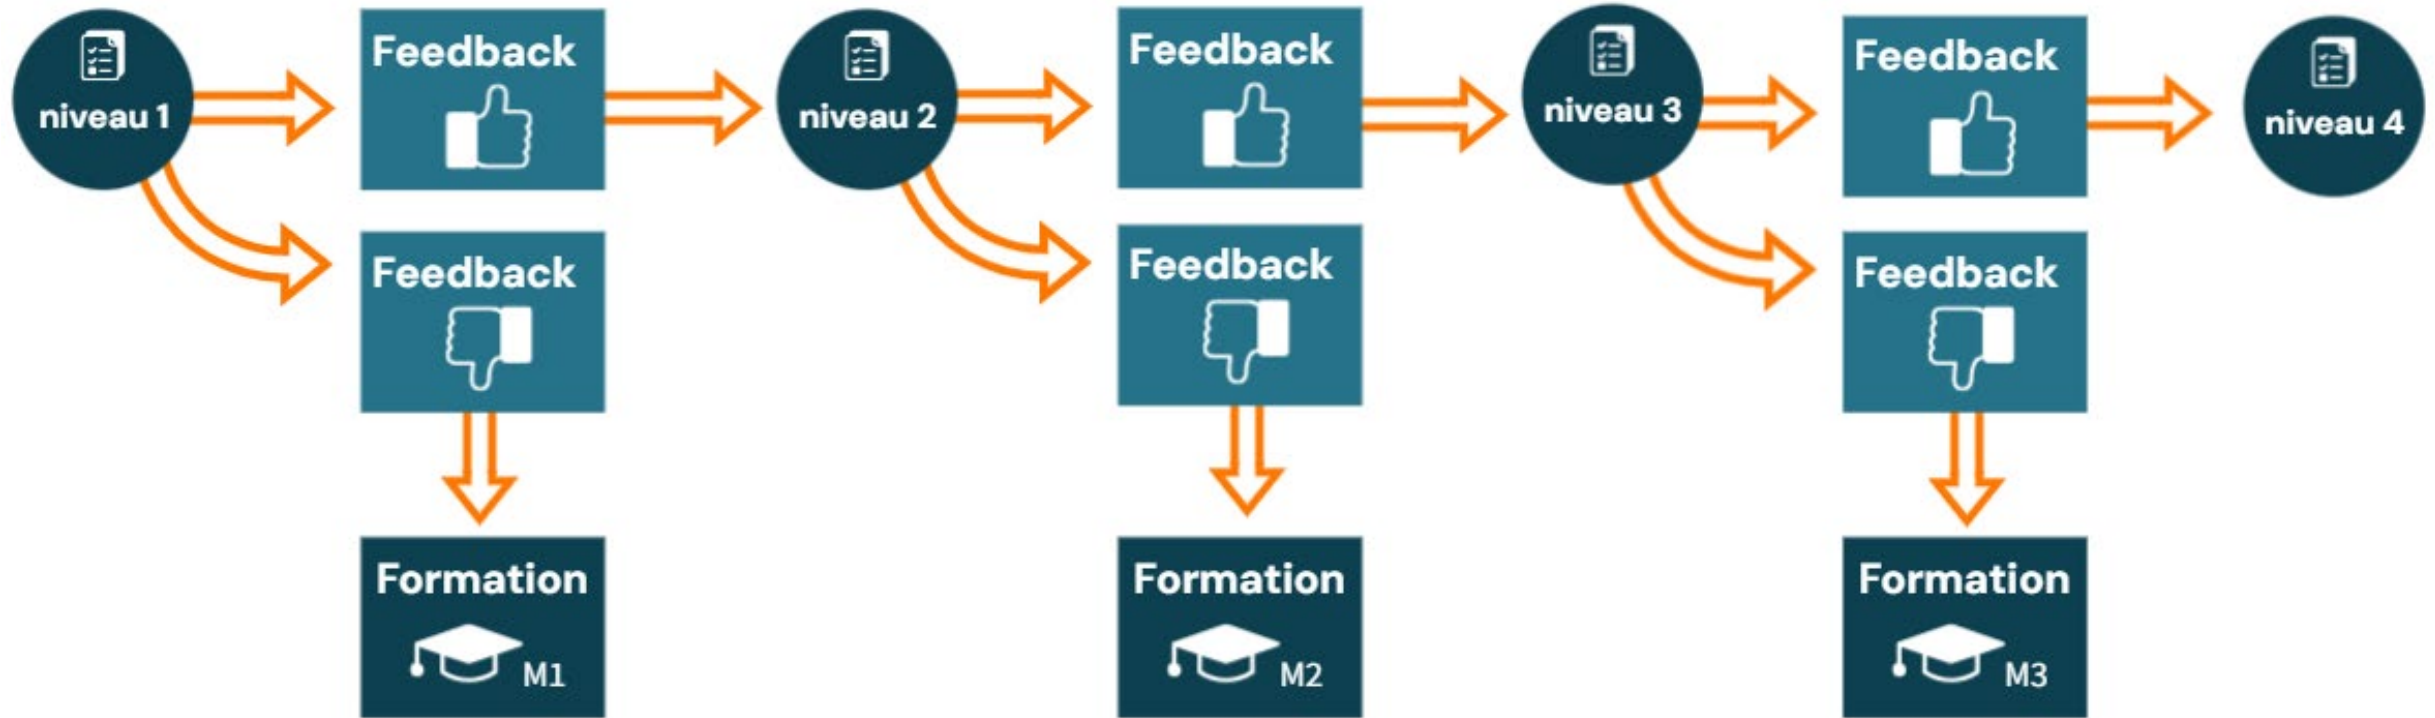 niveau 1
Feedback
niveau 2
Feedback
niveau 3
Feedback
niveau 4
Feedback
Feedback
Feedback
Formation
M1
Formation
M2
Formation
M3